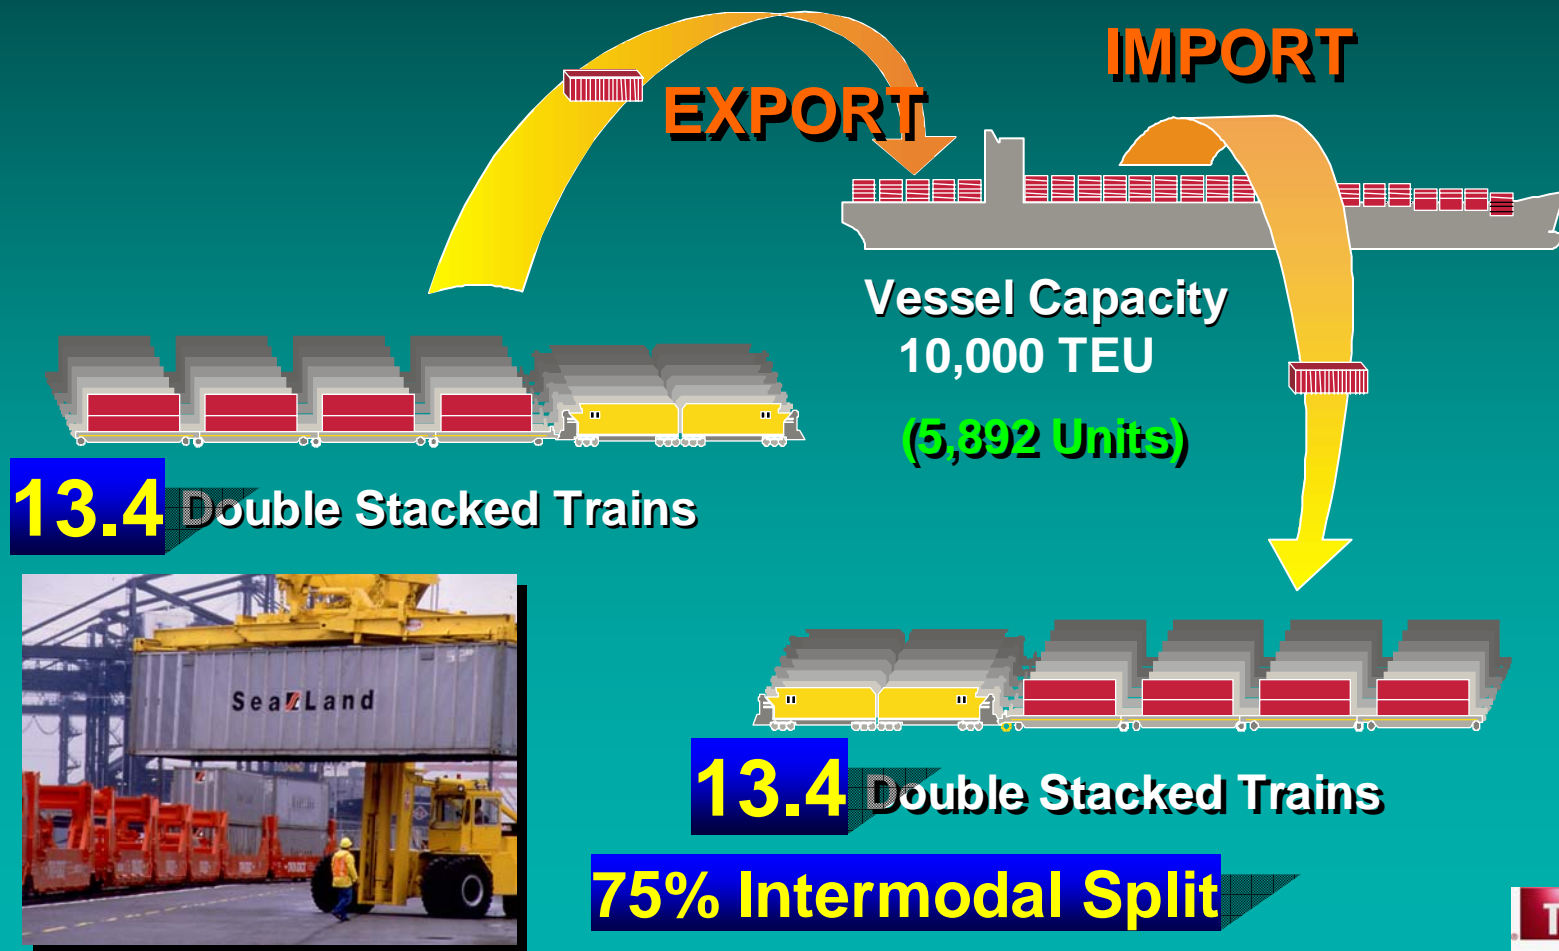 IMPORT
EXPORT
Vessel Capacity
10,000 TEU
(5,892 Units)
13.4 Double Stacked Trains
Sea Land
13.4 Double Stacked Trains
75% Intermodal Split
T